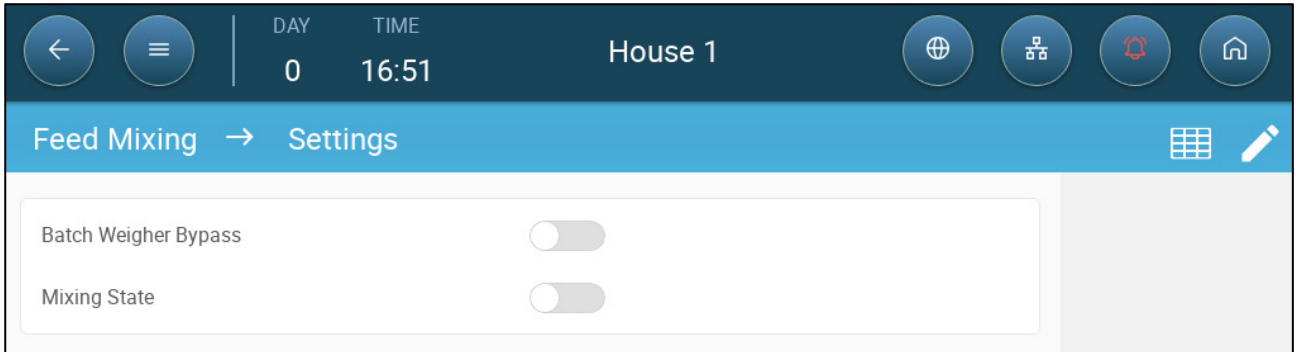 DAY TIME
0 16:51
House 1
Feed Mixing → Settings
Batch Weigher Bypass
Mixing State